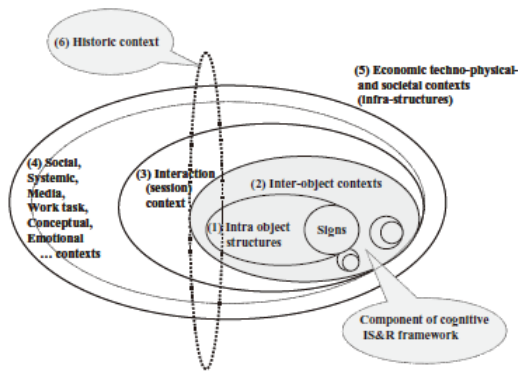 (6) Historic context
(5) Economic techno-physical-
and societal contexts
(infra-structures)
(4) Social,
Systemic,
Media,
Work task,
Conceptual,
Emotional
... contexts
(3) Interaction
(session)
context
(2) Inter-object contexts
(1) Intra object
structures
Signs
Component of cognitive
IS&R framework